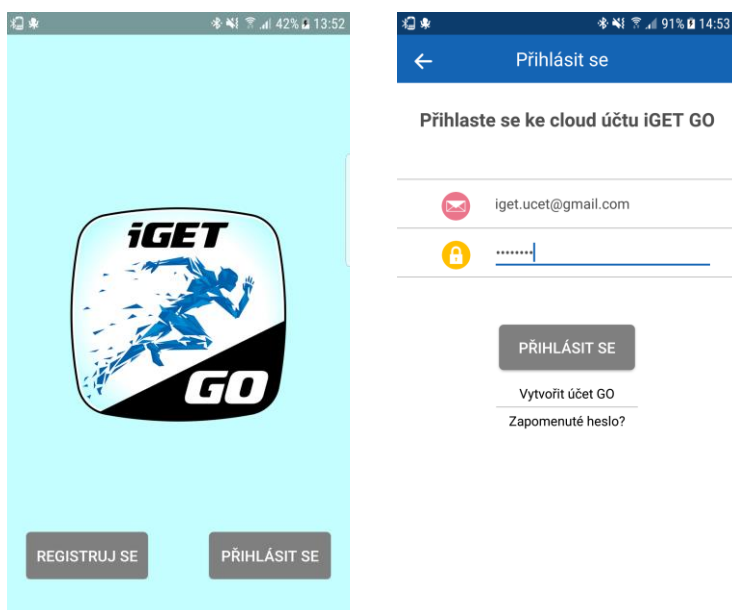 42% 13:52
iGET
GO
REGISTRUJ SE
PŘIHLÁSIT SE
91% 14:53
Přihlásit se
Přihlaste se ke cloud účtu iGET GO
iget.ucet@gmail.com
••••••••
PŘIHLÁSIT SE
Vytvořit účet GO
Zapomenuté heslo?